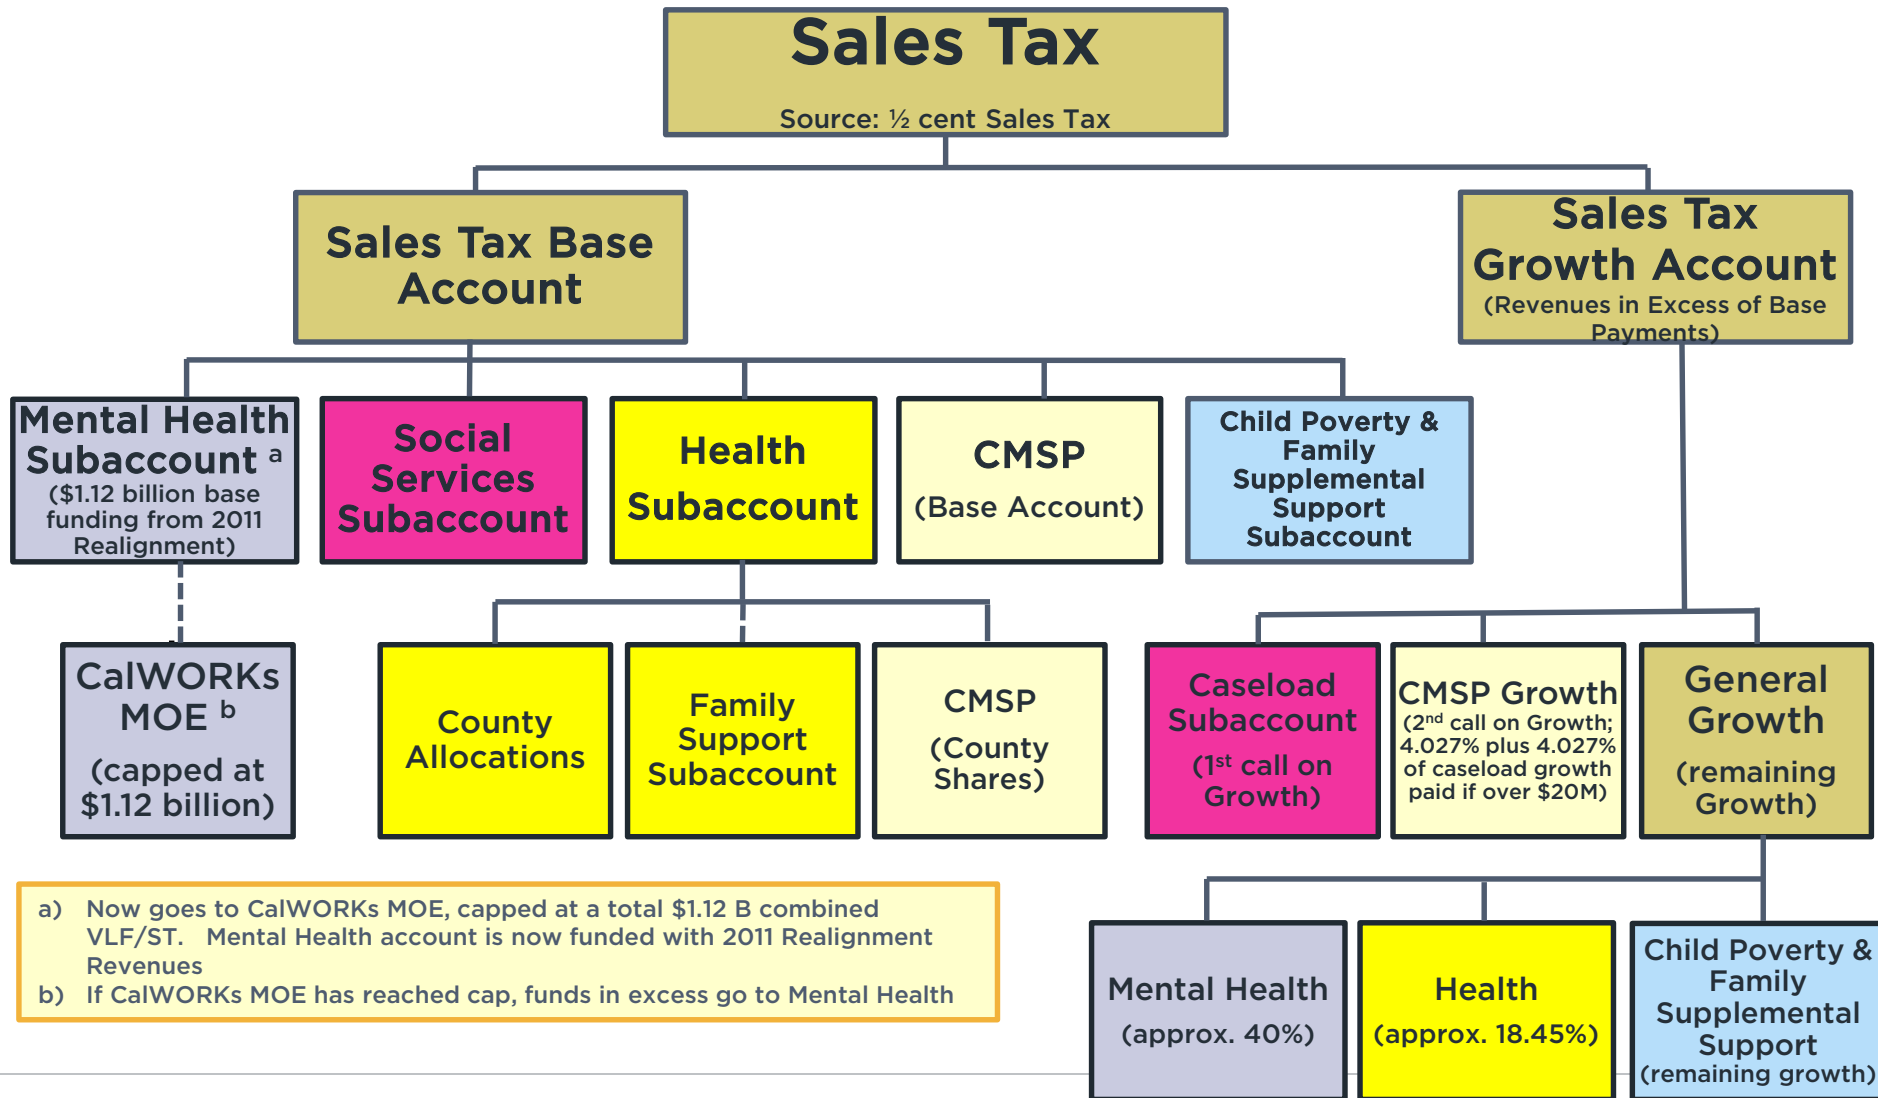 Sales Tax
Source: ½ cent Sales Tax
Sales Tax Base
Account
Sales Tax
Growth Account
(Revenues in Excess of Base
Payments)
Mental Health
Subaccount a
($1.12 billion base
funding from 2011
Realignment)
Social
Services
Subaccount
Health
Subaccount
CMSP
(Base Account)
Child Poverty &
Family
Supplemental
Support
Subaccount
CalWORKs
MOE b
(capped at
$1.12 billion)
County
Allocations
Family
Support
Subaccount
CMSP
(County
Shares)
Caseload
Subaccount
(1st call on
Growth)
CMSP Growth
(2nd call on Growth;
4.027% plus 4.027%
of caseload growth
paid if over $20M)
General
Growth
(remaining
Growth)
a) Now goes to CalWORKs MOE, capped at a total $1.12 B combined
VLF/ST. Mental Health account is now funded with 2011 Realignment
Revenues
b) If CalWORKs MOE has reached cap, funds in excess go to Mental Health
Mental Health
(approx. 40%)
Health
(approx. 18.45%)
Child Poverty &
Family
Supplemental
Support
(remaining growth)